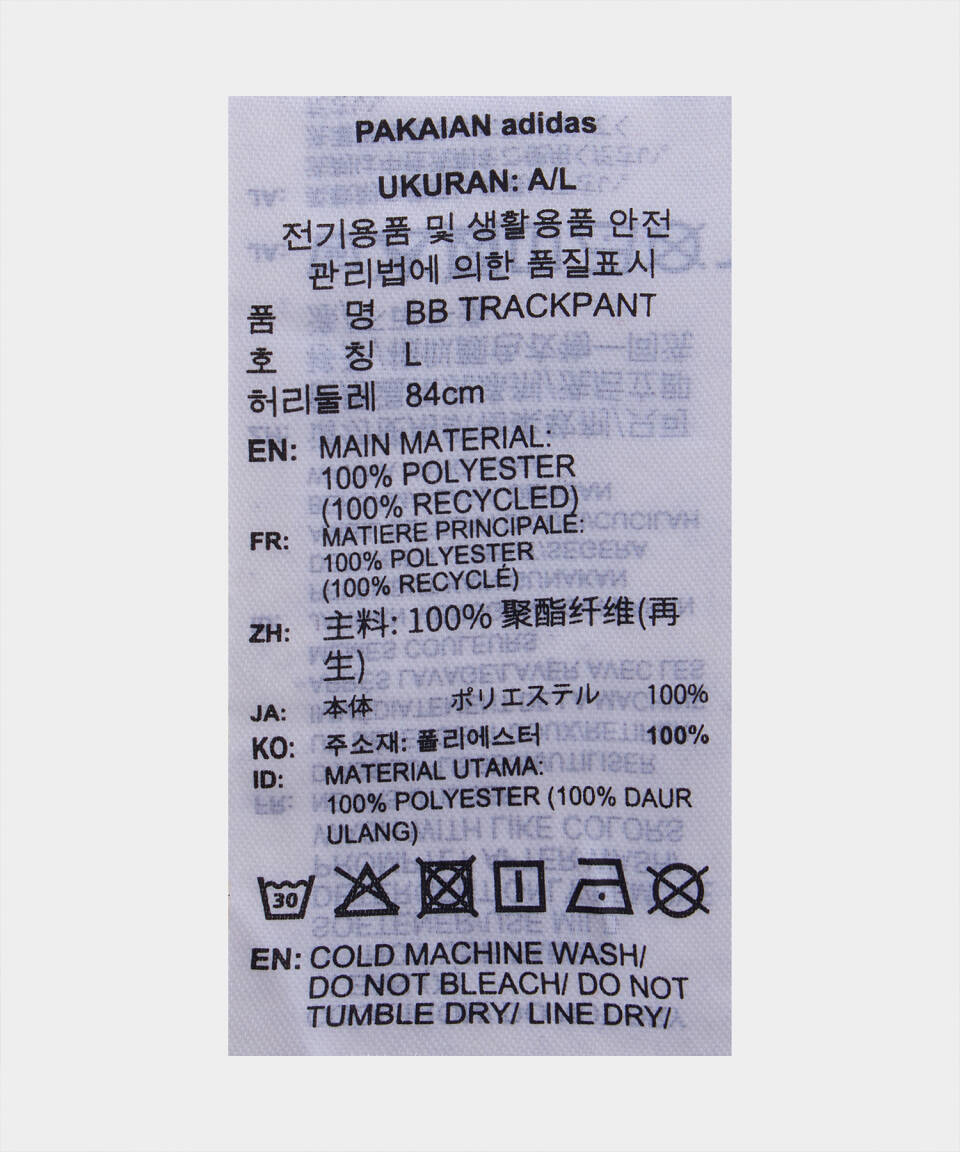 PAKAIAN adidas
UKURAN: A/L
전기용품 및 생활용품 안전
관리법에 의한 품질표시
품 명 BB TRACKPANT
호 칭 L
허리둘레 84cm
EN: MAIN MATERIAL:
100% POLYESTER
(100% RECYCLED)
FR: MATIERE PRINCIPALE:
100% POLYESTER
(100% RECYCLÉ)
ZH: 主料: 100% 聚酯纤维(再
生)
JA: 本体 ポリエステル 100%
KO: 주소재: 폴리에스터 100%
ID: MATERIAL UTAMA:
100% POLYESTER (100% DAUR
ULANG)
30
EN: COLD MACHINE WASH/
DO NOT BLEACH/ DO NOT
TUMBLE DRY/ LINE DRY/